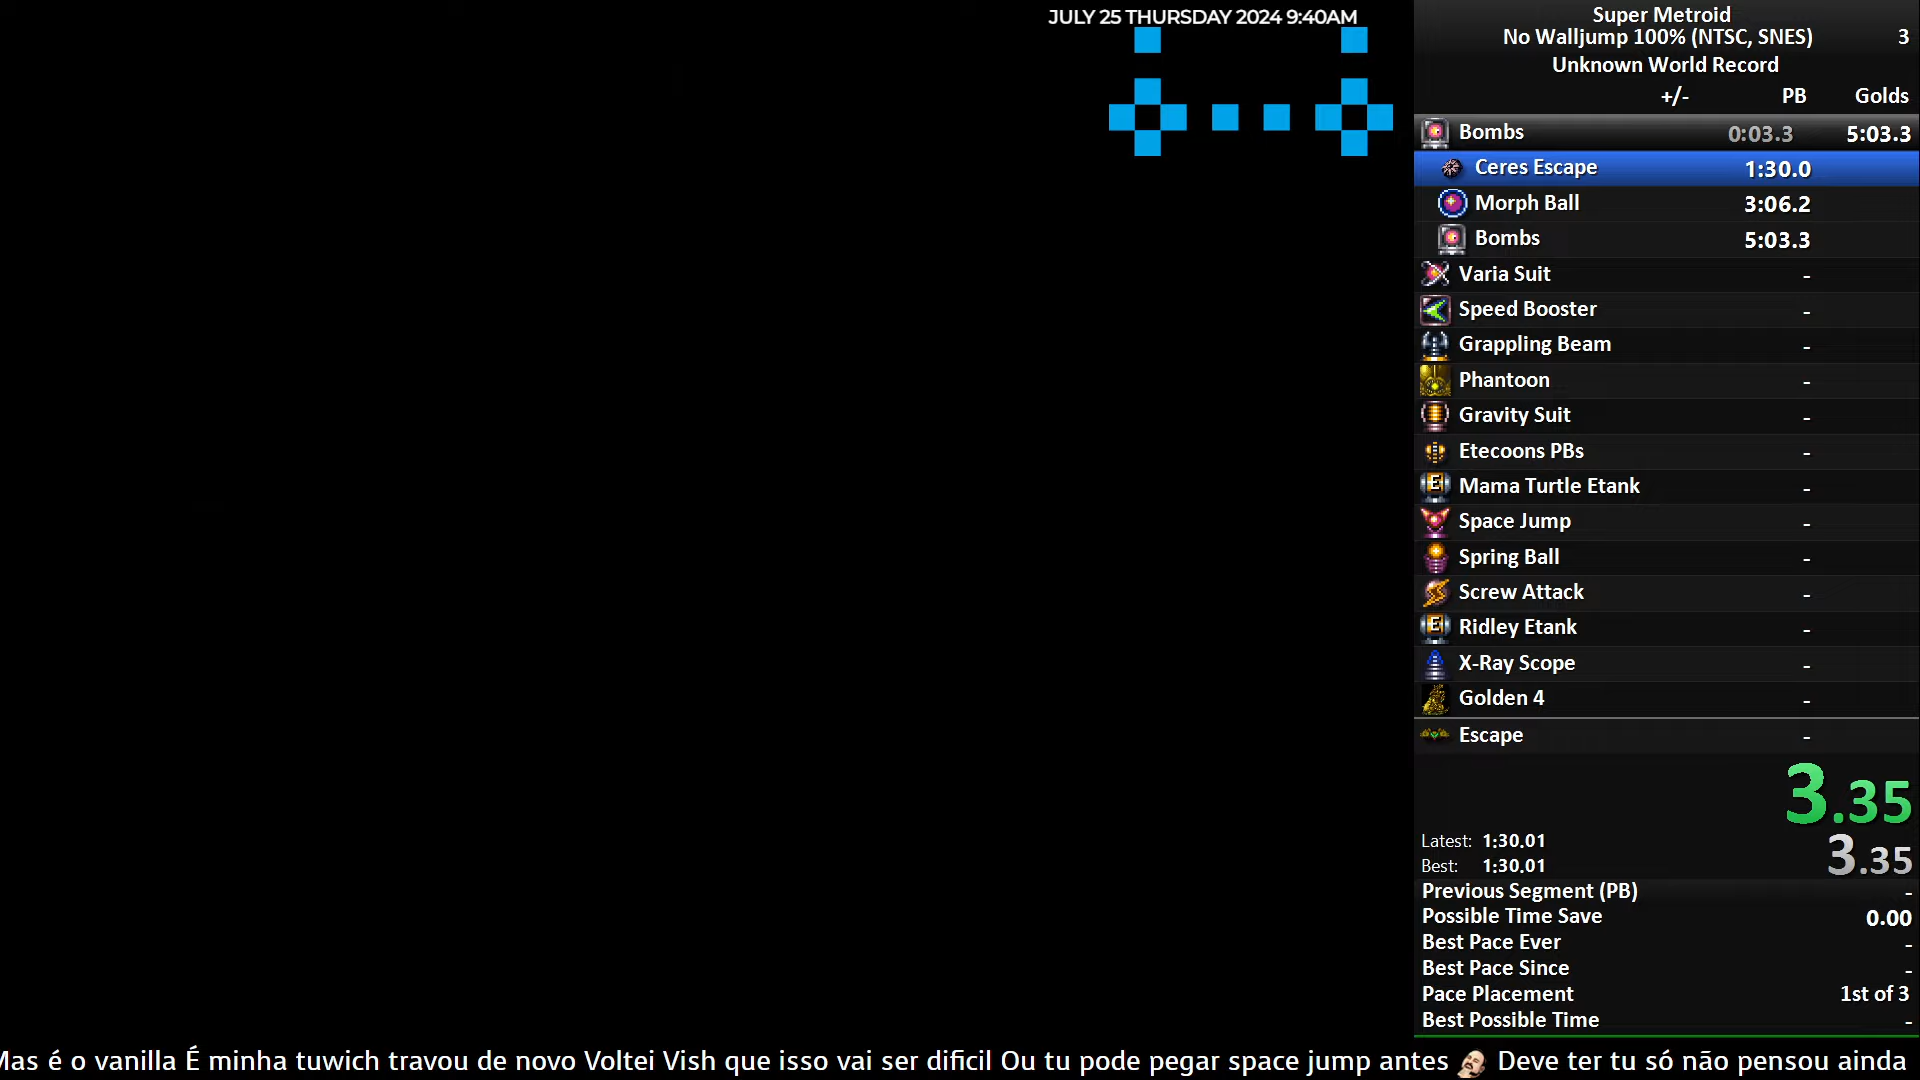 JULY 25 THURSDAY 2024 9:40AM
Super Metroid
No Walljump 100% (NTSC, SNES) 3
Unknown World Record
+/- PB Golds
Bombs 0:03.3 5:03.3
Ceres Escape 1:30.0
Morph Ball 3:06.2
Bombs 5:03.3
Varia Suit -
Speed Booster -
Grappling Beam -
Phantoon -
Gravity Suit -
Etecoons PBs -
Mama Turtle Etank -
Space Jump -
Spring Ball -
Screw Attack -
Ridley Etank -
X-Ray Scope -
Golden 4 -
Escape -
3.35
Latest: 1:30.01
Best: 1:30.01
3.35
Previous Segment (PB) -
Possible Time Save 0.00
Best Pace Ever -
Best Pace Since -
Pace Placement 1st of 3
Best Possible Time -
Mas é o vanilla É minha tuwich travou de novo Voltei Vish que isso vai ser dificil Ou tu pode pegar space jump antes Deve ter tu só não pensou ainda